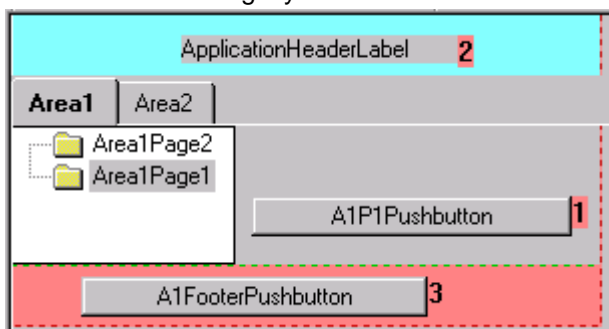 ApplicationHeaderLabel 2
Area1 Area2
Area1Page2
Area1Page1
A1P1Pushbutton 1
A1FooterPushbutton 3